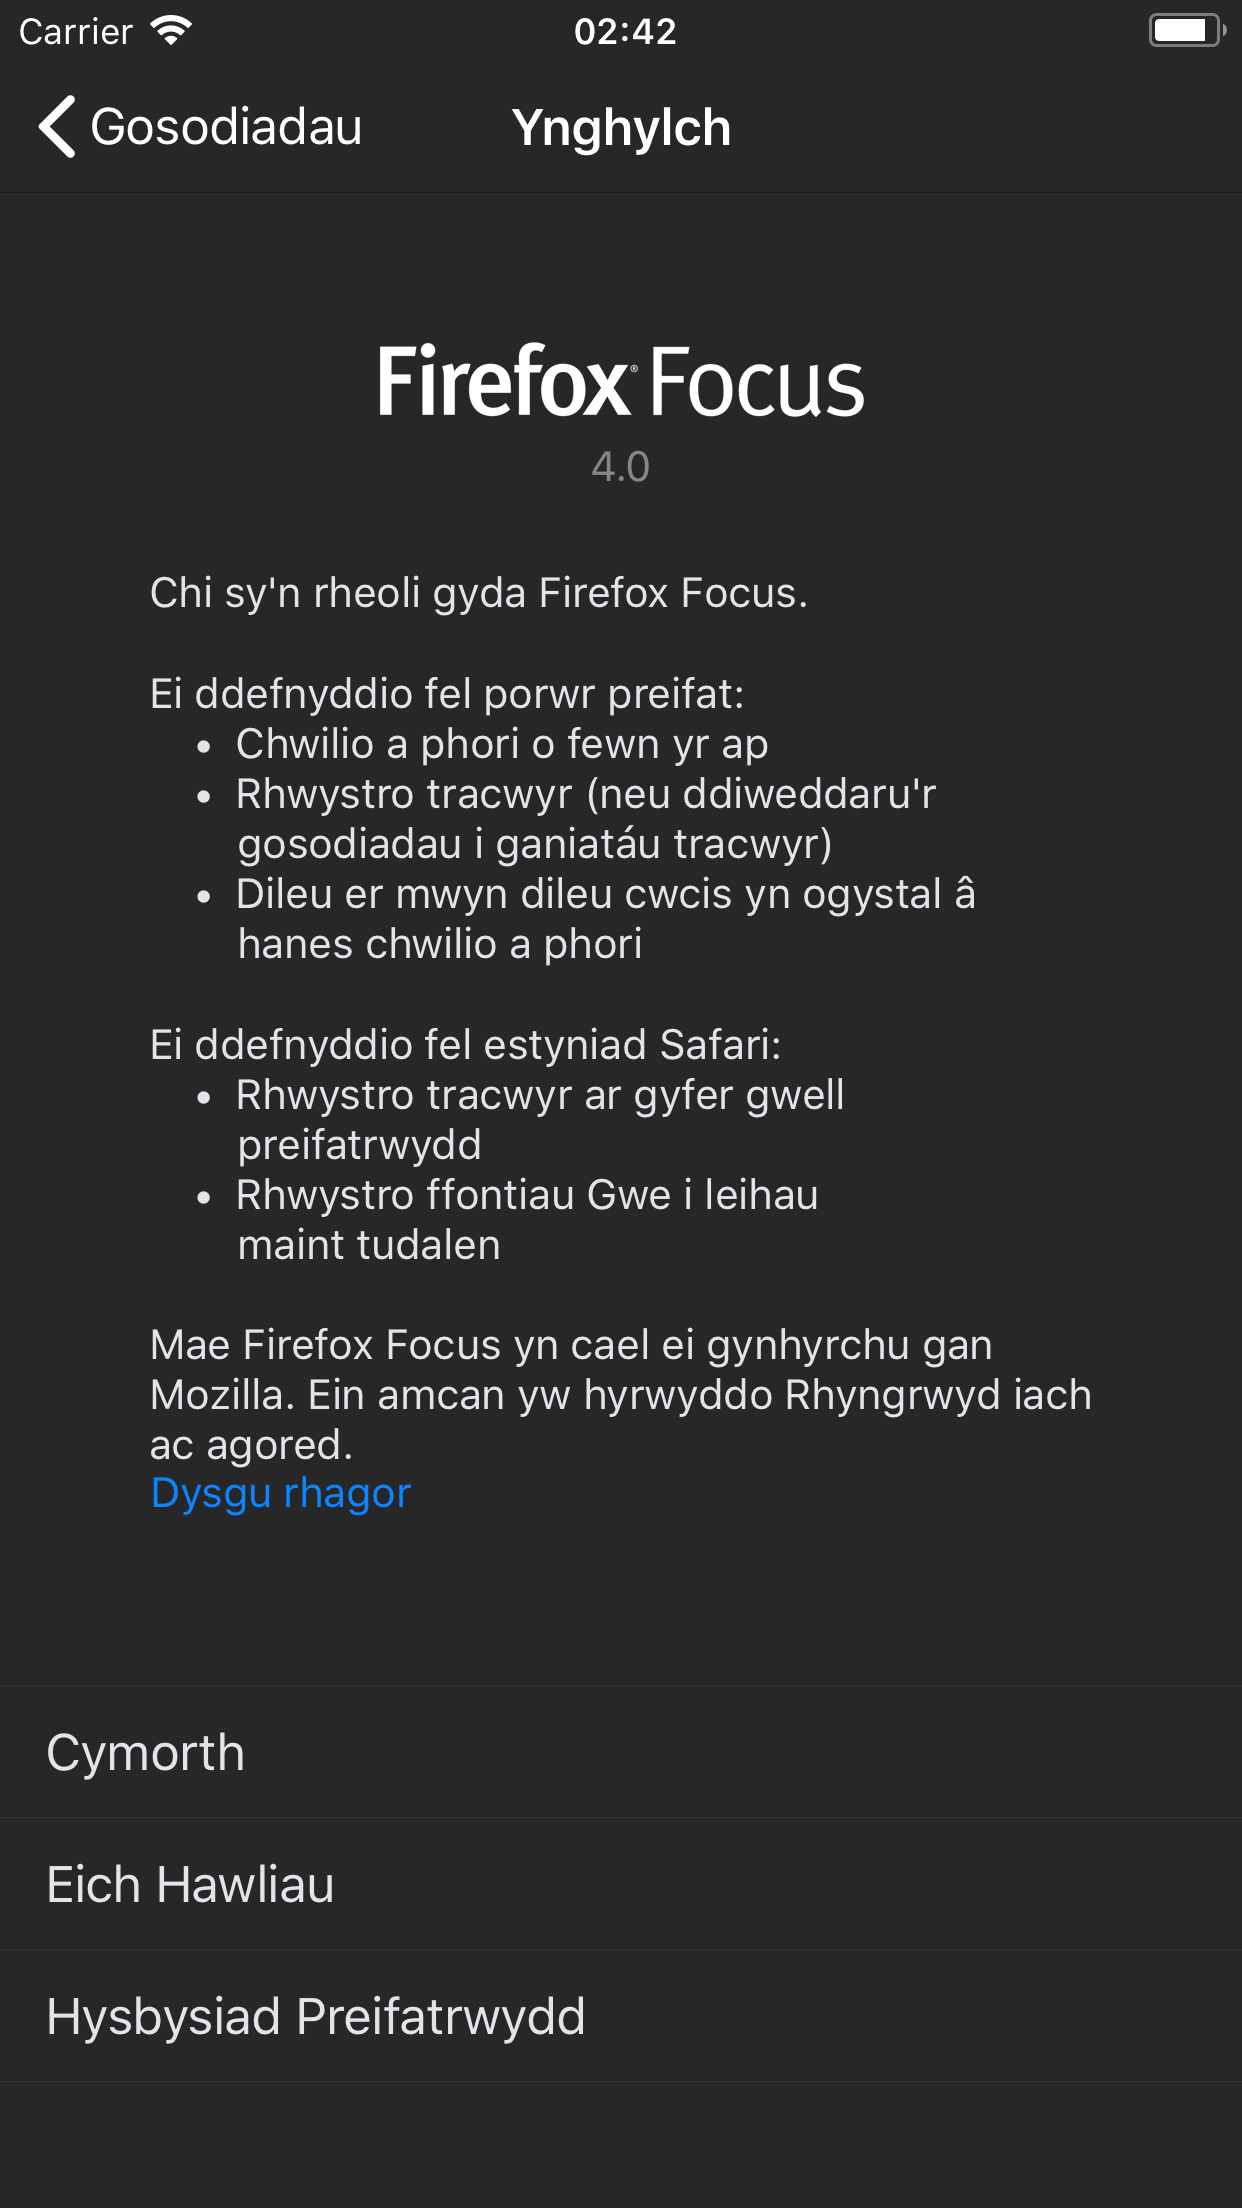 Carrier 02:42
Gosodiadau Ynghylch
Firefox® Focus
4.0
Chi sy'n rheoli gyda Firefox Focus.
Ei ddefnyddio fel porwr preifat:
• Chwilio a phori o fewn yr ap
• Rhwystro tracwyr (neu ddiweddaru'r
gosodiadau i ganiatáu tracwyr)
• Dileu er mwyn dileu cwcis yn ogystal â
hanes chwilio a phori
Ei ddefnyddio fel estyniad Safari:
• Rhwystro tracwyr ar gyfer gwell
preifatrwydd
• Rhwystro ffontiau Gwe i leihau
maint tudalen
Mae Firefox Focus yn cael ei gynhyrchu gan
Mozilla. Ein amcan yw hyrwyddo Rhyngrwyd iach
ac agored.
Dysgu rhagor
Cymorth
Eich Hawliau
Hysbysiad Preifatrwydd